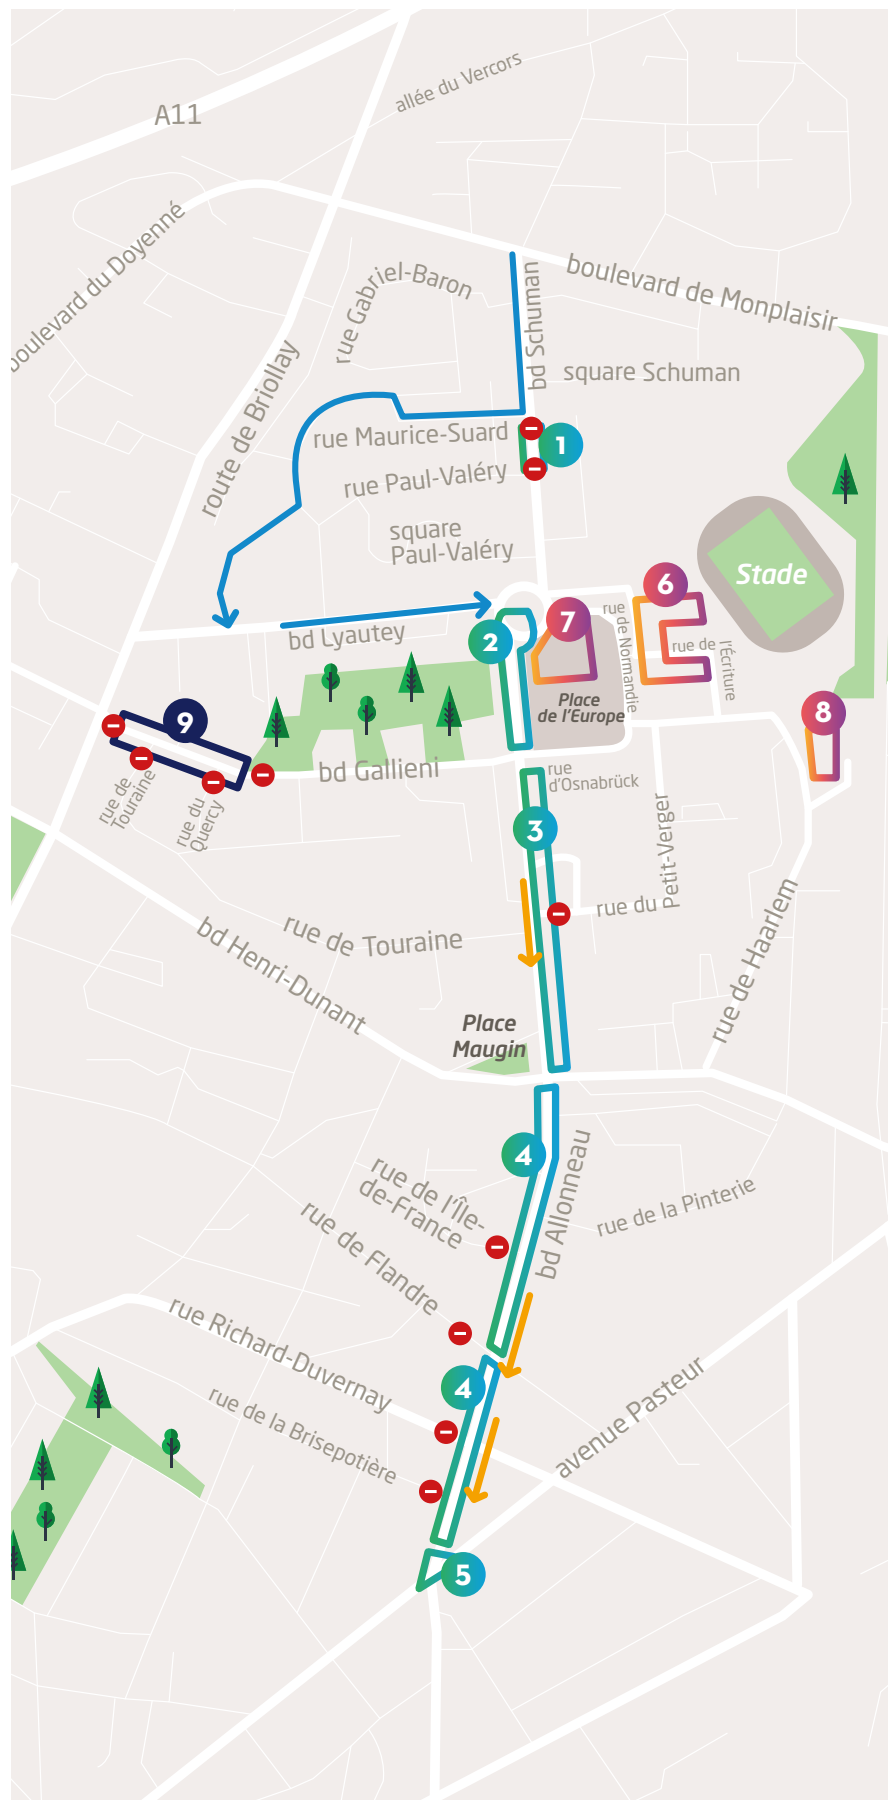 allée du Vercors
A11
boulevard du Doyenné
boulevard de Monplaisir
rue Gabriel-Baron
bd Schuman
route de Briollay
square Schuman
rue Maurice-Suard
1
rue Paul-Valéry
square
Paul-Valéry
Stade
6
7
rue
de Normandie
bd Lyautey
2
rue de
l'Écriture
Place
de l'Europe
8
9
bd Gallieni
rue
d'Osnabrück
rue de
Touraine
rue du
Quercy
3
rue du
Petit-Verger
rue de Touraine
bd Henri-Dunant
rue de Haarlem
Place
Maugin
4
bd Allonneau
rue de l'Île-
de-France
rue de la Pinterie
rue de Flandre
rue Richard-Duvernay
4
avenue Pasteur
rue de la Brisepotière
5